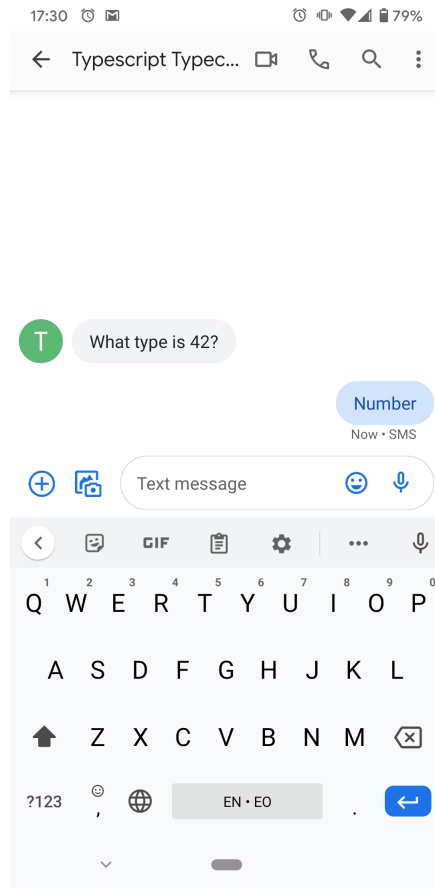 17:30 79%
Typescript Typec...
T
What type is 42?
Number
Now • SMS
Text message
GIF
1 2 3 4 5 6 7 8 9 0
Q W E R T Y U I O P
A S D F G H J K L
Z X C V B N M
?123 , EN • EO .